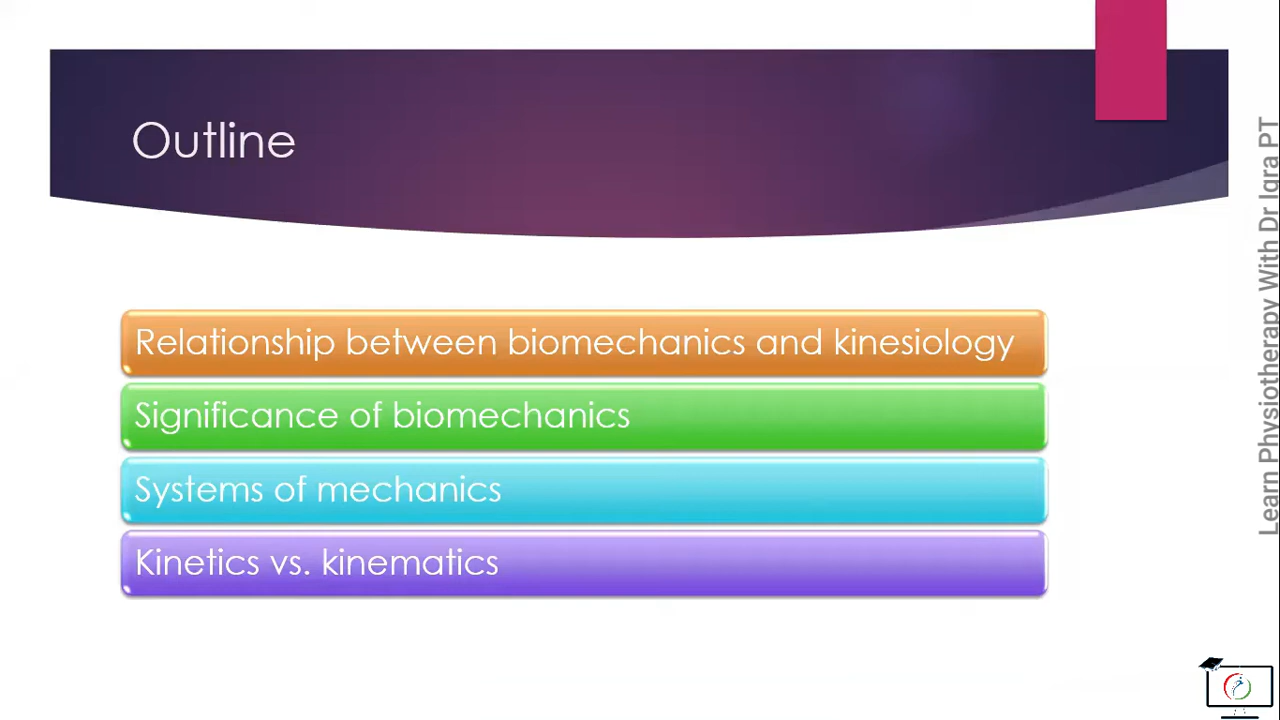 Outline
Relationship between biomechanics and kinesiology
Significance of biomechanics
Systems of mechanics
Kinetics vs. kinematics
Learn Physiotherapy With Dr Iqra PT